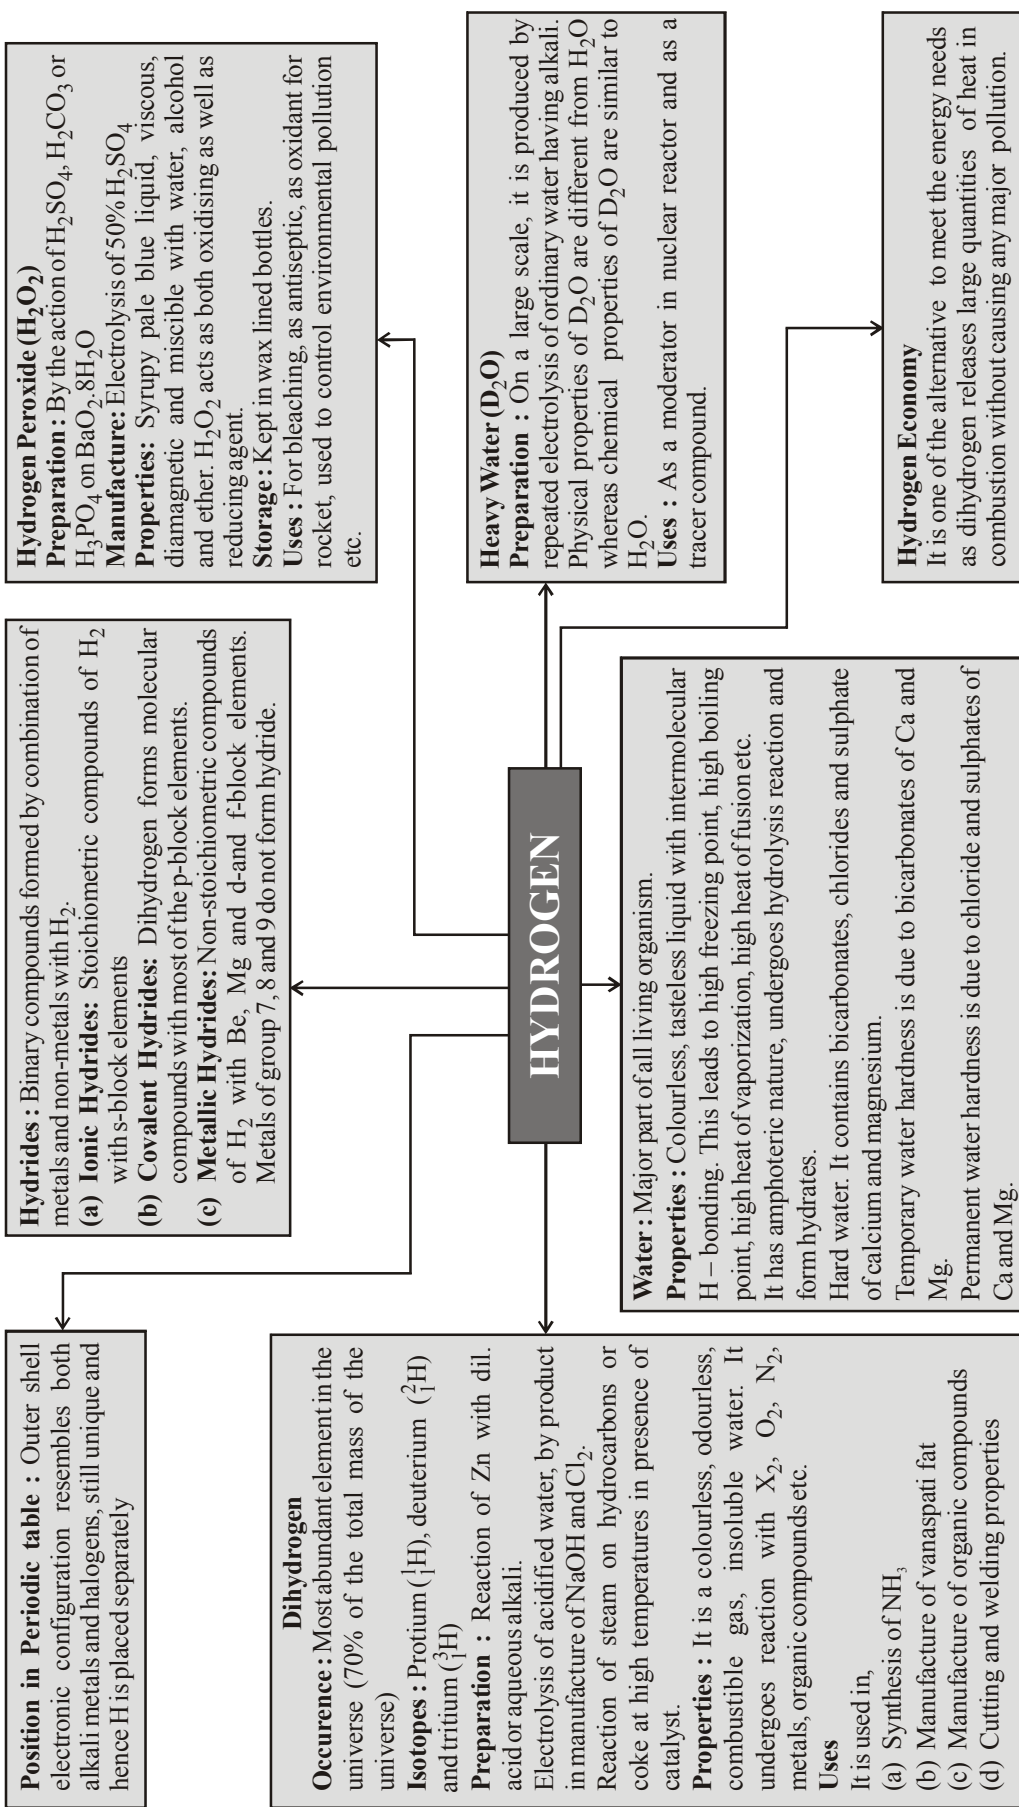 Position in Periodic table : Outer shell
electronic configuration resembles both
alkali metals and halogens, still unique and
hence H is placed separately
Hydrides : Binary compounds formed by combination of
metals and non-metals with H₂.
(a) Ionic Hydrides: Stoichiometric compounds of H₂
with s-block elements
(b) Covalent Hydrides: Dihydrogen forms molecular
compounds with most of the p-block elements.
(c) Metallic Hydrides: Non-stoichiometric compounds
of H₂ with Be, Mg and d-and f-block elements.
Metals of group 7, 8 and 9 do not form hydride.
Hydrogen Peroxide (H₂O₂)
Preparation : By the action of H₂SO₄, H₂CO₃ or
H₃PO₄ on BaO₂.8H₂O
Manufacture: Electrolysis of 50% H₂SO₄
Properties: Syrupy pale blue liquid, viscous,
diamagnetic and miscible with water, alcohol
and ether. H₂O₂ acts as both oxidising as well as
reducing agent.
Storage : Kept in wax lined bottles.
Uses : For bleaching, as antiseptic, as oxidant for
rocket, used to control environmental pollution
etc.
Dihydrogen
Occurence : Most abundant element in the
universe (70% of the total mass of the
universe)
Isotopes : Protium (¹₁H), deuterium (²₁H)
and tritium (³₁H)
Preparation : Reaction of Zn with dil.
acid or aqueous alkali.
Electrolysis of acidified water, by product
in manufacture of NaOH and Cl₂.
Reaction of steam on hydrocarbons or
coke at high temperatures in presence of
catalyst.
Properties : It is a colourless, odourless,
combustible gas, insoluble water. It
undergoes reaction with X₂, O₂, N₂,
metals, organic compounds etc.
Uses
It is used in,
(a) Synthesis of NH₃
(b) Manufacture of vanaspati fat
(c) Manufacture of organic compounds
(d) Cutting and welding properties
HYDROGEN
Heavy Water (D₂O)
Preparation : On a large scale, it is produced by
repeated electrolysis of ordinary water having alkali.
Physical properties of D₂O are different from H₂O
whereas chemical properties of D₂O are similar to
H₂O.
Uses : As a moderator in nuclear reactor and as a
tracer compound.
Water : Major part of all living organism.
Properties : Colourless, tasteless liquid with intermolecular
H – bonding. This leads to high freezing point, high boiling
point, high heat of vaporization, high heat of fusion etc.
It has amphoteric nature, undergoes hydrolysis reaction and
form hydrates.
Hard water. It contains bicarbonates, chlorides and sulphate
of calcium and magnesium.
Temporary water hardness is due to bicarbonates of Ca and
Mg.
Permanent water hardness is due to chloride and sulphates of
Ca and Mg.
Hydrogen Economy
It is one of the alternative to meet the energy needs
as dihydrogen releases large quantities of heat in
combustion without causing any major pollution.